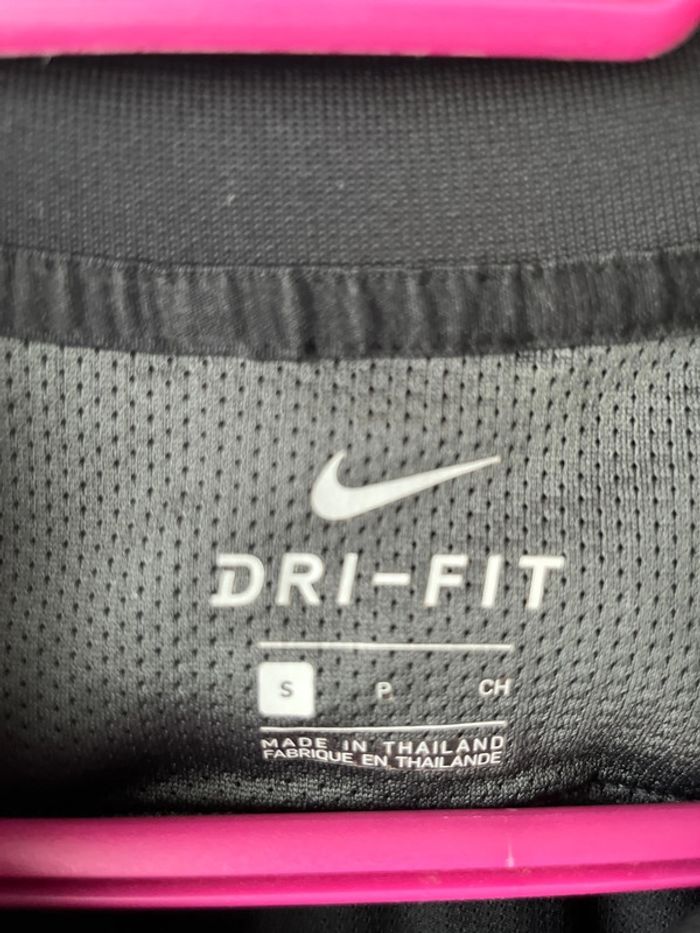 DRI-FIT
S P CH
MADE IN THAILAND
FABRIQUE EN THAILANDE